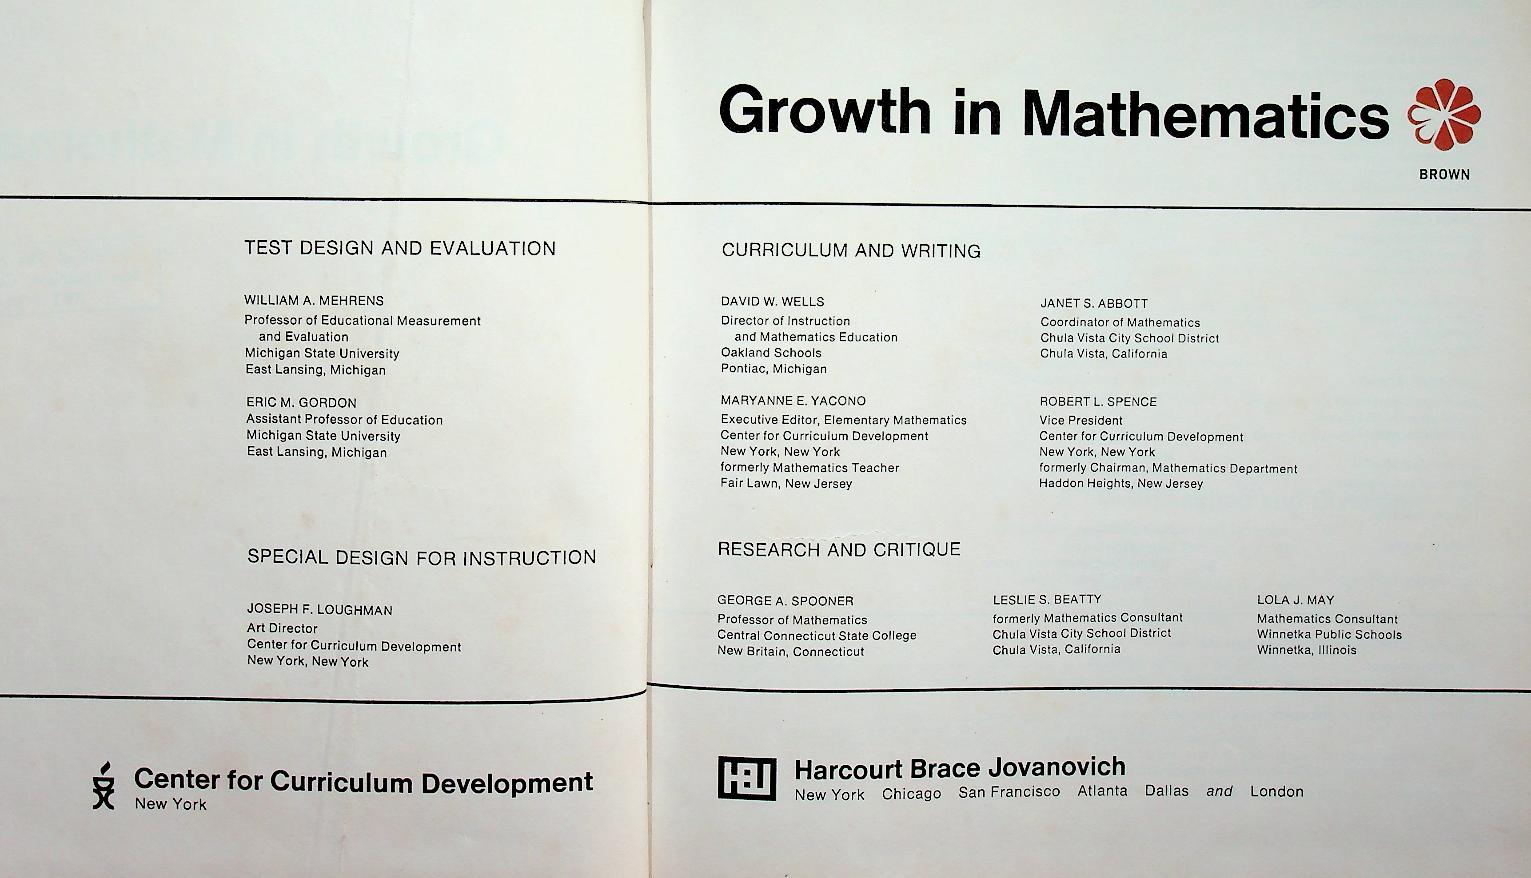 TEST DESIGN AND EVALUATION
WILLIAM A. MEHRENS
Professor of Educational Measurement
and Evaluation
Michigan State University
East Lansing, Michigan
ERIC M. GORDON
Assistant Professor of Education
Michigan State University
East Lansing, Michigan
SPECIAL DESIGN FOR INSTRUCTION
JOSEPH F. LOUGHMAN
Art Director
Center for Curriculum Development
New York, New York
Center for Curriculum Development
New York
Growth in Mathematics
BROWN
CURRICULUM AND WRITING
DAVID W. WELLS
Director of Instruction
and Mathematics Education
Oakland Schools
Pontiac, Michigan
JANET S. ABBOTT
Coordinator of Mathematics
Chula Vista City School District
Chula Vista, California
MARYANNE E. YACONO
Executive Editor, Elementary Mathematics
Center for Curriculum Development
New York, New York
formerly Mathematics Teacher
Fair Lawn, New Jersey
ROBERT L. SPENCE
Vice President
Center for Curriculum Development
New York, New York
formerly Chairman, Mathematics Department
Haddon Heights, New Jersey
RESEARCH AND CRITIQUE
GEORGE A. SPOONER
Professor of Mathematics
Central Connecticut State College
New Britain, Connecticut
LESLIE S. BEATTY
formerly Mathematics Consultant
Chula Vista City School District
Chula Vista, California
LOLA J. MAY
Mathematics Consultant
Winnetka Public Schools
Winnetka, Illinois
HBJ
Harcourt Brace Jovanovich
New York Chicago San Francisco Atlanta Dallas and London